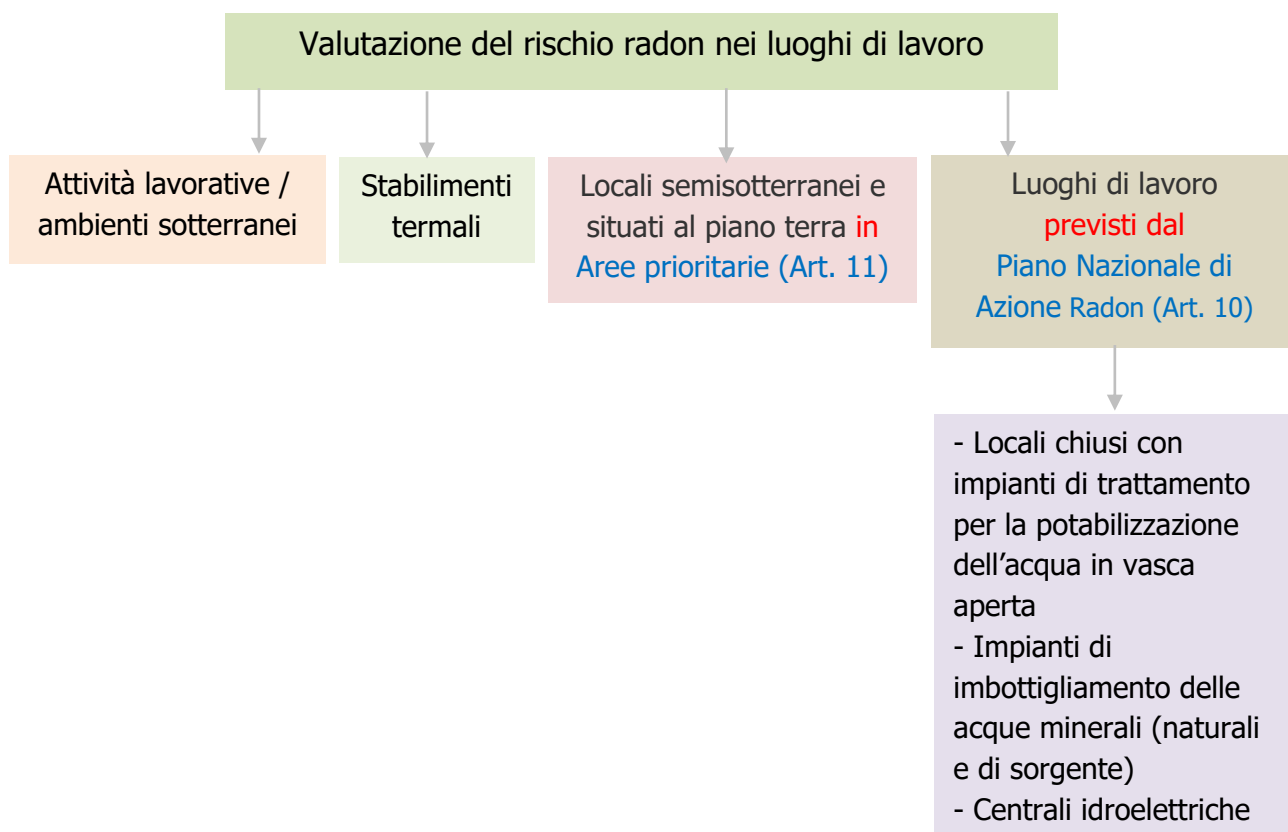 Valutazione del rischio radon nei luoghi di lavoro
Attività lavorative /
ambienti sotterranei
Stabilimenti
termali
Locali semisotterranei e
situati al piano terra in
Aree prioritarie (Art. 11)
Luoghi di lavoro
previsti dal
Piano Nazionale di
Azione Radon (Art. 10)
- Locali chiusi con
impianti di trattamento
per la potabilizzazione
dell’acqua in vasca
aperta
- Impianti di
imbottigliamento delle
acque minerali (naturali
e di sorgente)
- Centrali idroelettriche